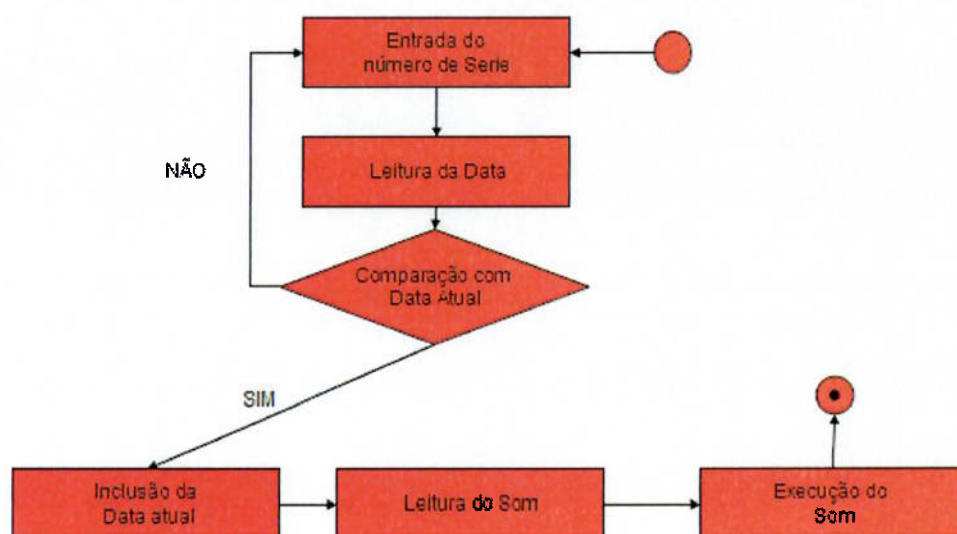 Entrada do
número de Serie
Leitura da Data
NÃO
Comparação com
Data Atual
SIM
Inclusão da
Data atual
Leitura do Som
Execução do
Som